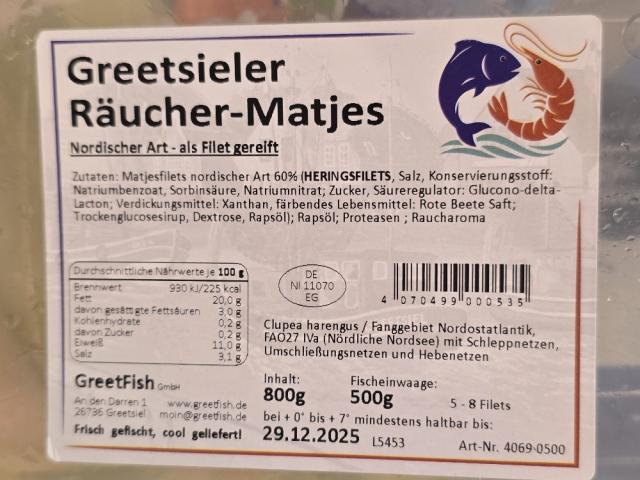 Greetsieler
Räucher-Matjes
Nordischer Art - als Filet gereift
Zutaten: Matjesfilets nordischer Art 60% (HERINGSFILETS, Salz, Konservierungsstoff:
Natriumbenzoat, Sorbinsäure, Natriumnitrat; Zucker, Säureregulator: Glucono-delta-
Lacton; Verdickungsmittel: Xanthan, färbendes Lebensmittel: Rote Beete Saft;
Trockenglucosesirup, Dextrose, Rapsöl); Rapsöl; Proteasen ; Raucharoma
Durchschnittliche Nährwerte je 100 g
Brennwert 930 kJ/225 kcal
Fett 20,0 g
davon gesättigte Fettsäuren 3,0 g
Kohlenhydrate 0,2 g
davon Zucker 0,2 g
Eiweiß 11,0 g
Salz 3,1 g
DE
NI 11070
EG
4 070499 000535
Clupea harengus / Fanggebiet Nordostatlantik,
FAO27 IVa (Nördliche Nordsee) mit Schleppnetzen,
Umschließungsnetzen und Hebenetzen
GreetFish GmbH
An den Darren 1 www.greetfish.de
26736 Greetsiel moin@greetfish.de
Frisch gefischt, cool geliefert!
Inhalt: Fischeinwaage:
800g 500g 5 - 8 Filets
bei + 0° bis + 7° mindestens haltbar bis:
29.12.2025 L5453 Art-Nr. 4069-0500